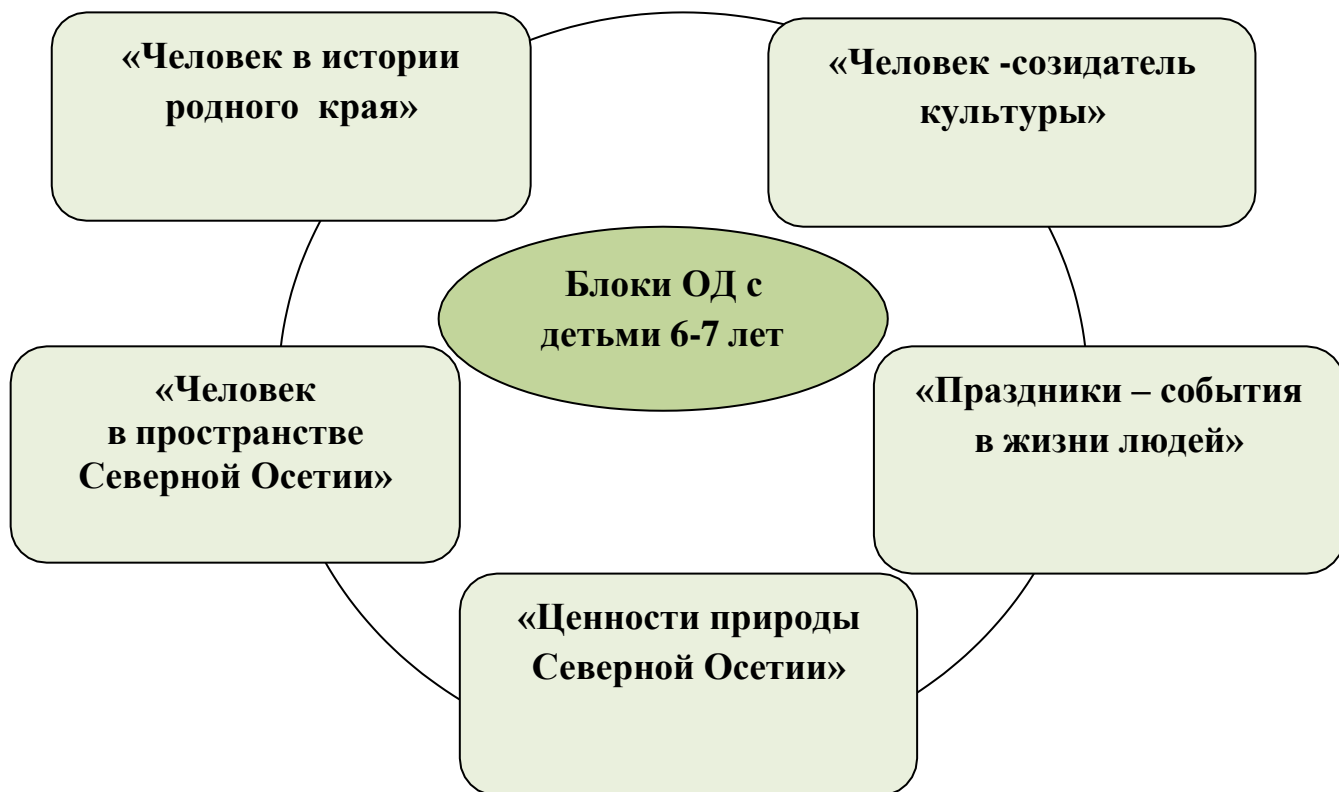 «Человек в истории
родного края»
«Человек -созидатель
культуры»
Блоки ОД с
детьми 6-7 лет
«Человек
в пространстве
Северной Осетии»
«Праздники – события
в жизни людей»
«Ценности природы
Северной Осетии»